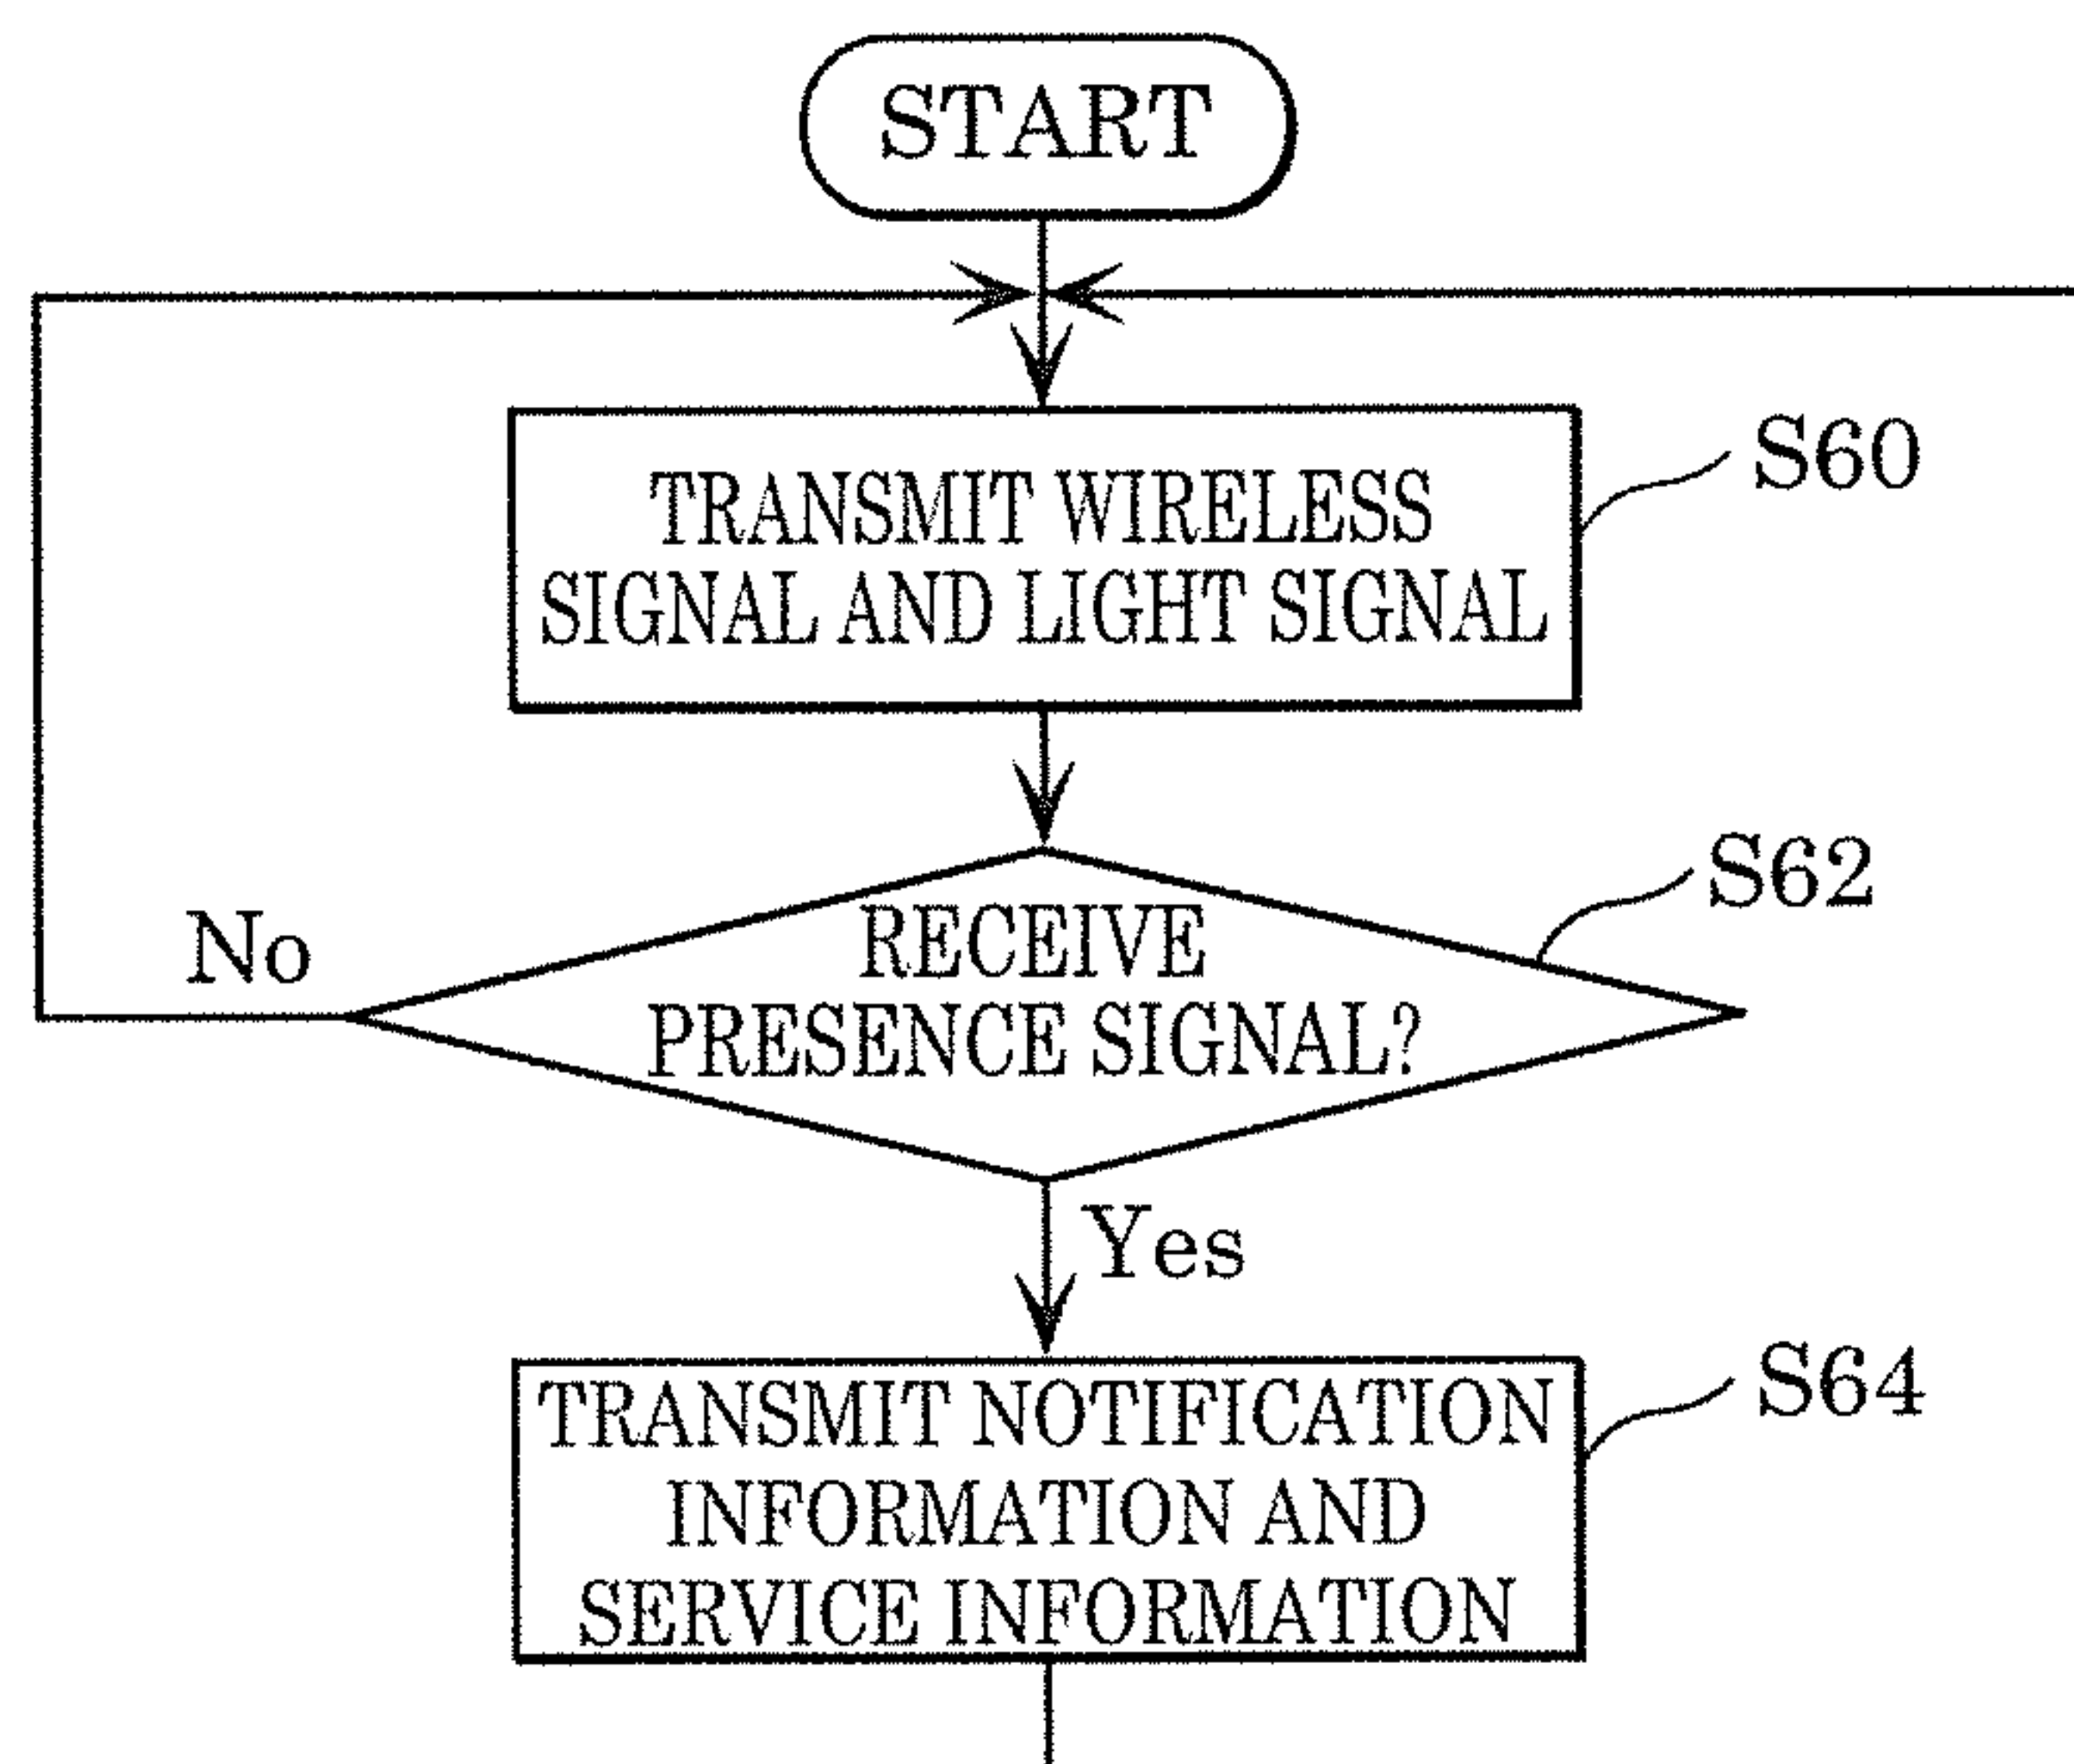 START
TRANSMIT WIRELESS
SIGNAL AND LIGHT SIGNAL
S60
RECEIVE
PRESENCE SIGNAL?
S62
No
Yes
TRANSMIT NOTIFICATION
INFORMATION AND
SERVICE INFORMATION
S64